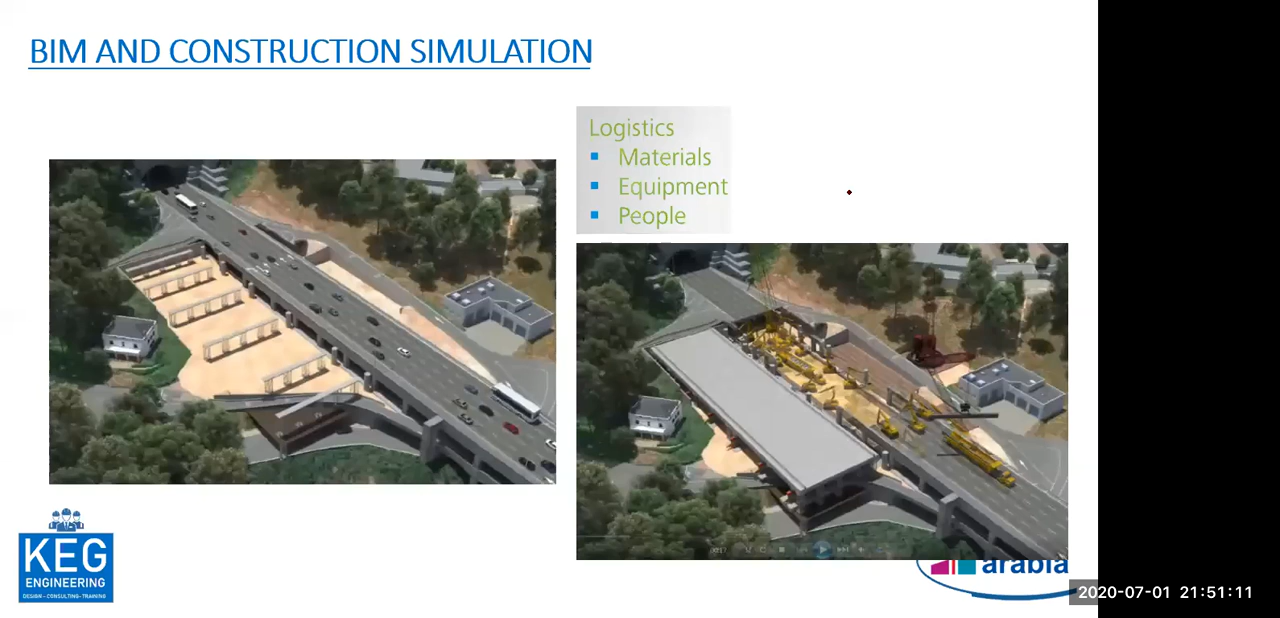 BIM AND CONSTRUCTION SIMULATION
Logistics
Materials
Equipment
People
KEG
ENGINEERING
DESIGN – CONSULTING – TRAINING
arabia
2020-07-01 21:51:11